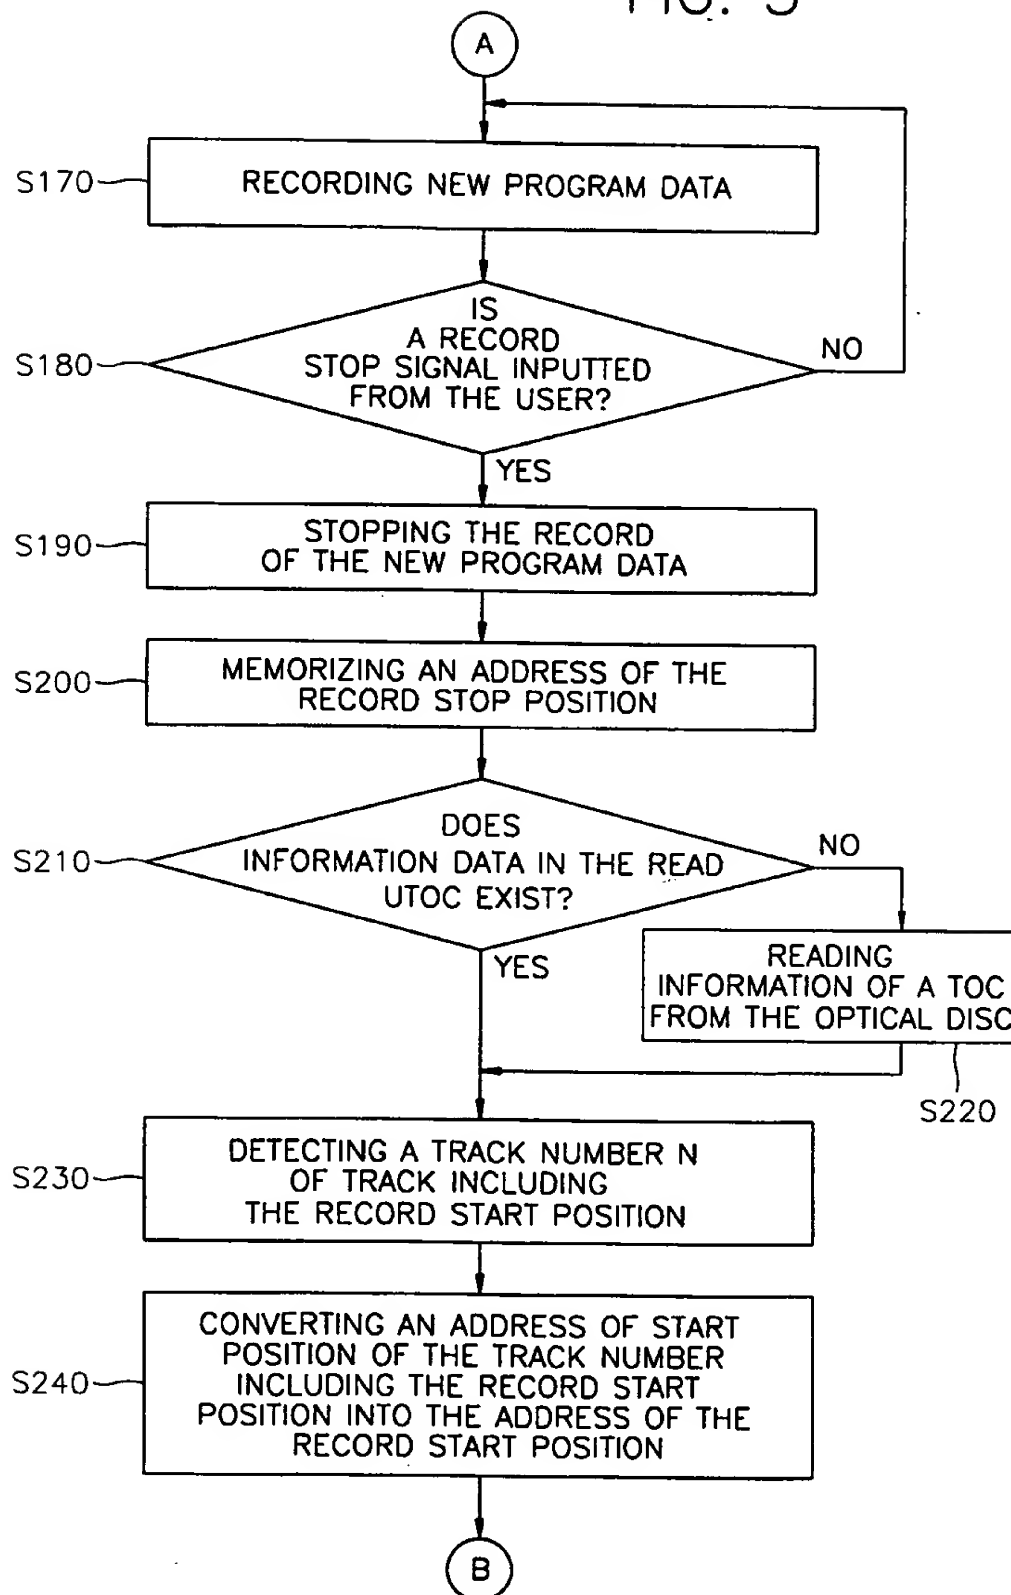 A
S170
RECORDING NEW PROGRAM DATA
IS
A RECORD
STOP SIGNAL INPUTTED
FROM THE USER?
S180
NO
YES
S190
STOPPING THE RECORD
OF THE NEW PROGRAM DATA
S200
MEMORIZING AN ADDRESS OF THE
RECORD STOP POSITION
S210
DOES
INFORMATION DATA IN THE READ
UTOC EXIST?
NO
YES
READING
INFORMATION OF A TOC
FROM THE OPTICAL DISC
S220
S230
DETECTING A TRACK NUMBER N
OF TRACK INCLUDING
THE RECORD START POSITION
S240
CONVERTING AN ADDRESS OF START
POSITION OF THE TRACK NUMBER
INCLUDING THE RECORD START
POSITION INTO THE ADDRESS OF THE
RECORD START POSITION
B